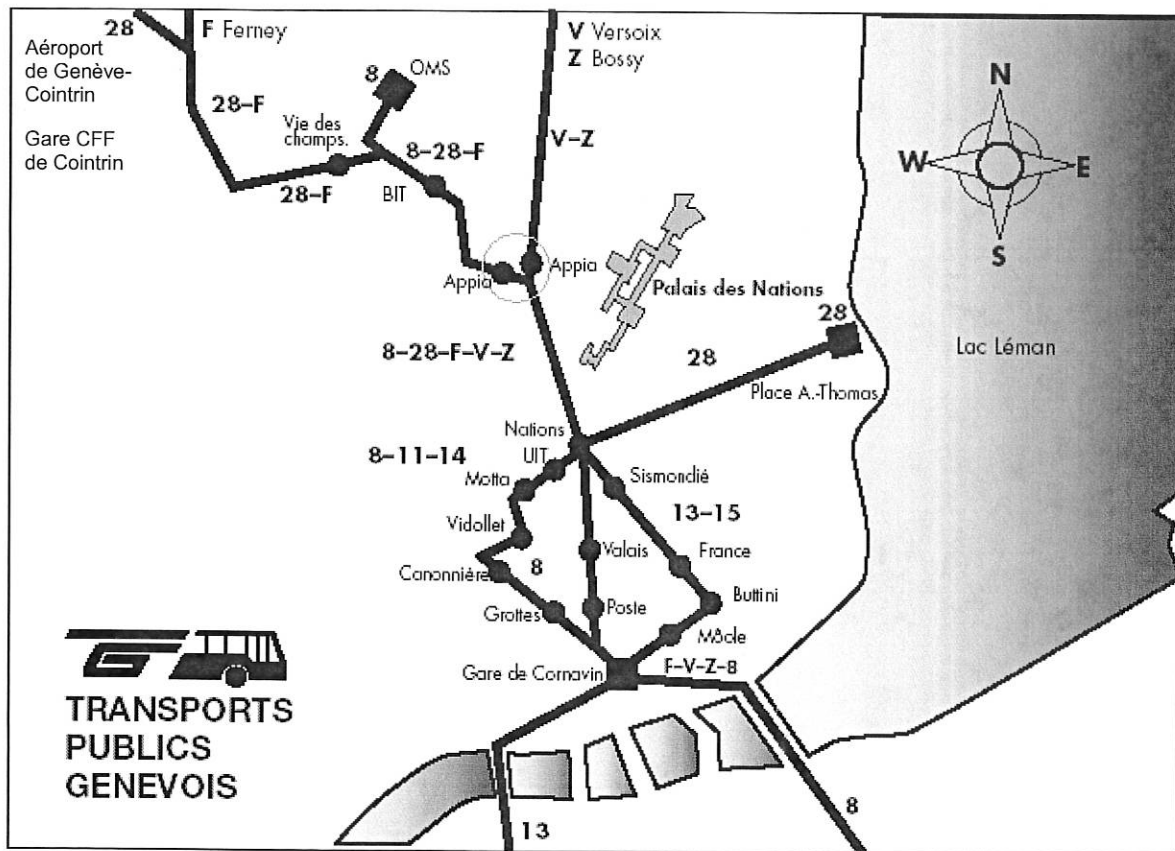 28
F Ferney
V Versoix
Z Bossy
Aéroport
de Genève-
Cointrin
Gare CFF
de Cointrin
8
OMS
28–F
Vie des
champs.
8–28–F
V–Z
28–F
BIT
N
W
E
S
Appia
Appia
Palais des Nations
28
8–28–F–V–Z
28
Lac Léman
Place A.-Thomas
Nations
8–11–14
UIT
Motta
Sismondié
13–15
Vidollet
Valais
France
Canonnière
8
Buttini
Grottes
Poste
Môle
Gare de Cornavin
F–V–Z–8
TRANSPORTS
PUBLICS
GENEVOIS
13
8